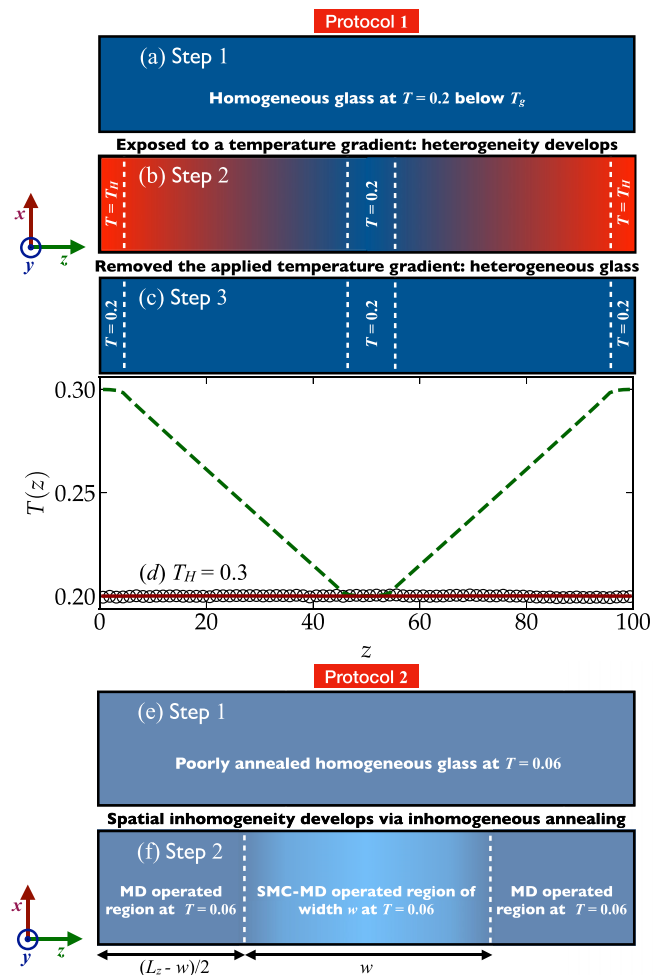 Protocol 1
(a) Step 1
Homogeneous glass at T = 0.2 below Tg
Exposed to a temperature gradient: heterogeneity develops
(b) Step 2
T = TH
T = 0.2
T = TH
x
y
z
Removed the applied temperature gradient: heterogeneous glass
(c) Step 3
T = 0.2
T = 0.2
T = 0.2
0.30
0.25
0.20
T(z)
(d) TH = 0.3
0 20 40 60 80 100
z
Protocol 2
(e) Step 1
Poorly annealed homogeneous glass at T = 0.06
Spatial inhomogeneity develops via inhomogeneous annealing
(f) Step 2
MD operated
region at T = 0.06
SMC-MD operated region of
width w at T = 0.06
MD operated
region at T = 0.06
x
y
z
(Lz - w)/2
w